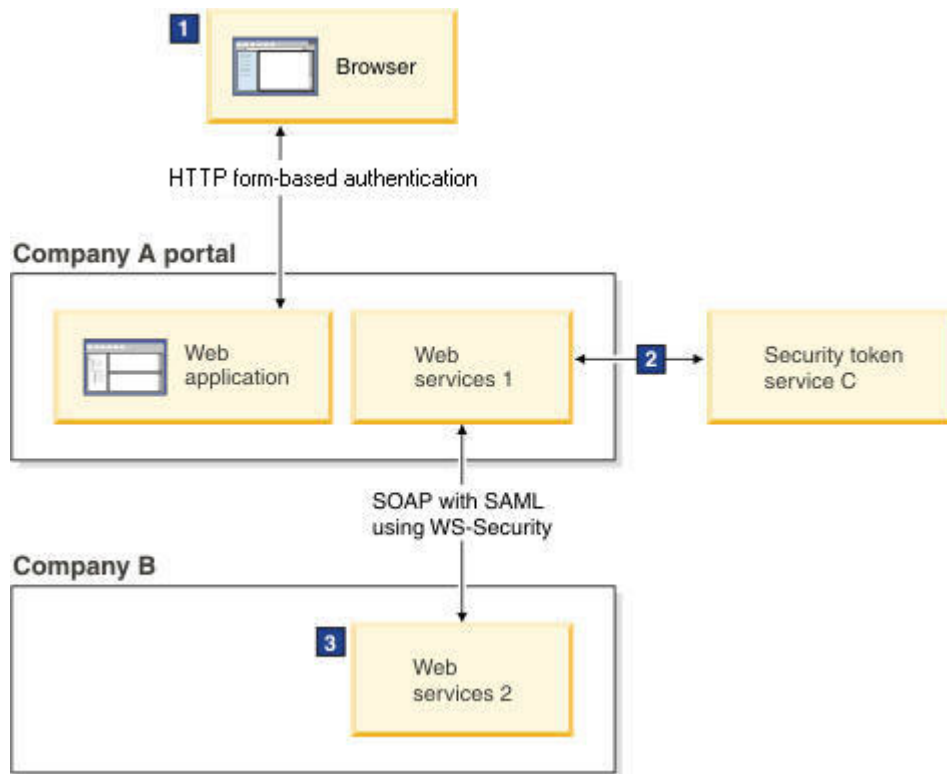 1
Browser
HTTP form-based authentication
Company A portal
Web
application
Web
services 1
2
Security token
service C
SOAP with SAML
using WS-Security
Company B
3
Web
services 2